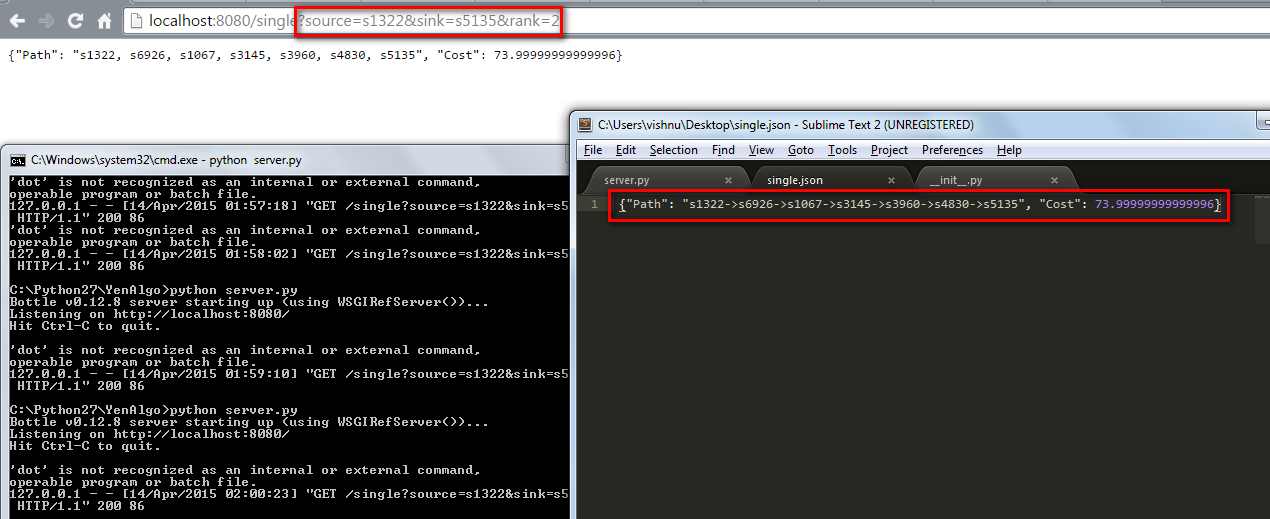 localhost:8080/single?source=s1322&sink=s5135&rank=2
{"Path": "s1322, s6926, s1067, s3145, s3960, s4830, s5135", "Cost": 73.99999999999996}
C:\Users\vishnu\Desktop\single.json - Sublime Text 2 (UNREGISTERED)
File Edit Selection Find View Goto Tools Project Preferences Help
server.py × single.json × __init__.py ×
1 {"Path": "s1322->s6926->s1067->s3145->s3960->s4830->s5135", "Cost": 73.99999999999996}
C:\Windows\system32\cmd.exe - python server.py
'dot' is not recognized as an internal or external command,
operable program or batch file.
127.0.0.1 - - [14/Apr/2015 01:57:18] "GET /single?source=s1322&sink=s5
HTTP/1.1" 200 86
'dot' is not recognized as an internal or external command,
operable program or batch file.
127.0.0.1 - - [14/Apr/2015 01:58:02] "GET /single?source=s1322&sink=s5
HTTP/1.1" 200 86
C:\Python27\YenAlgo>python server.py
Bottle v0.12.8 server starting up (using WSGIRefServer())...
Listening on http://localhost:8080/
Hit Ctrl-C to quit.
'dot' is not recognized as an internal or external command,
operable program or batch file.
127.0.0.1 - - [14/Apr/2015 01:59:10] "GET /single?source=s1322&sink=s5
HTTP/1.1" 200 86
C:\Python27\YenAlgo>python server.py
Bottle v0.12.8 server starting up (using WSGIRefServer())...
Listening on http://localhost:8080/
Hit Ctrl-C to quit.
'dot' is not recognized as an internal or external command,
operable program or batch file.
127.0.0.1 - - [14/Apr/2015 02:00:23] "GET /single?source=s1322&sink=s5
HTTP/1.1" 200 86